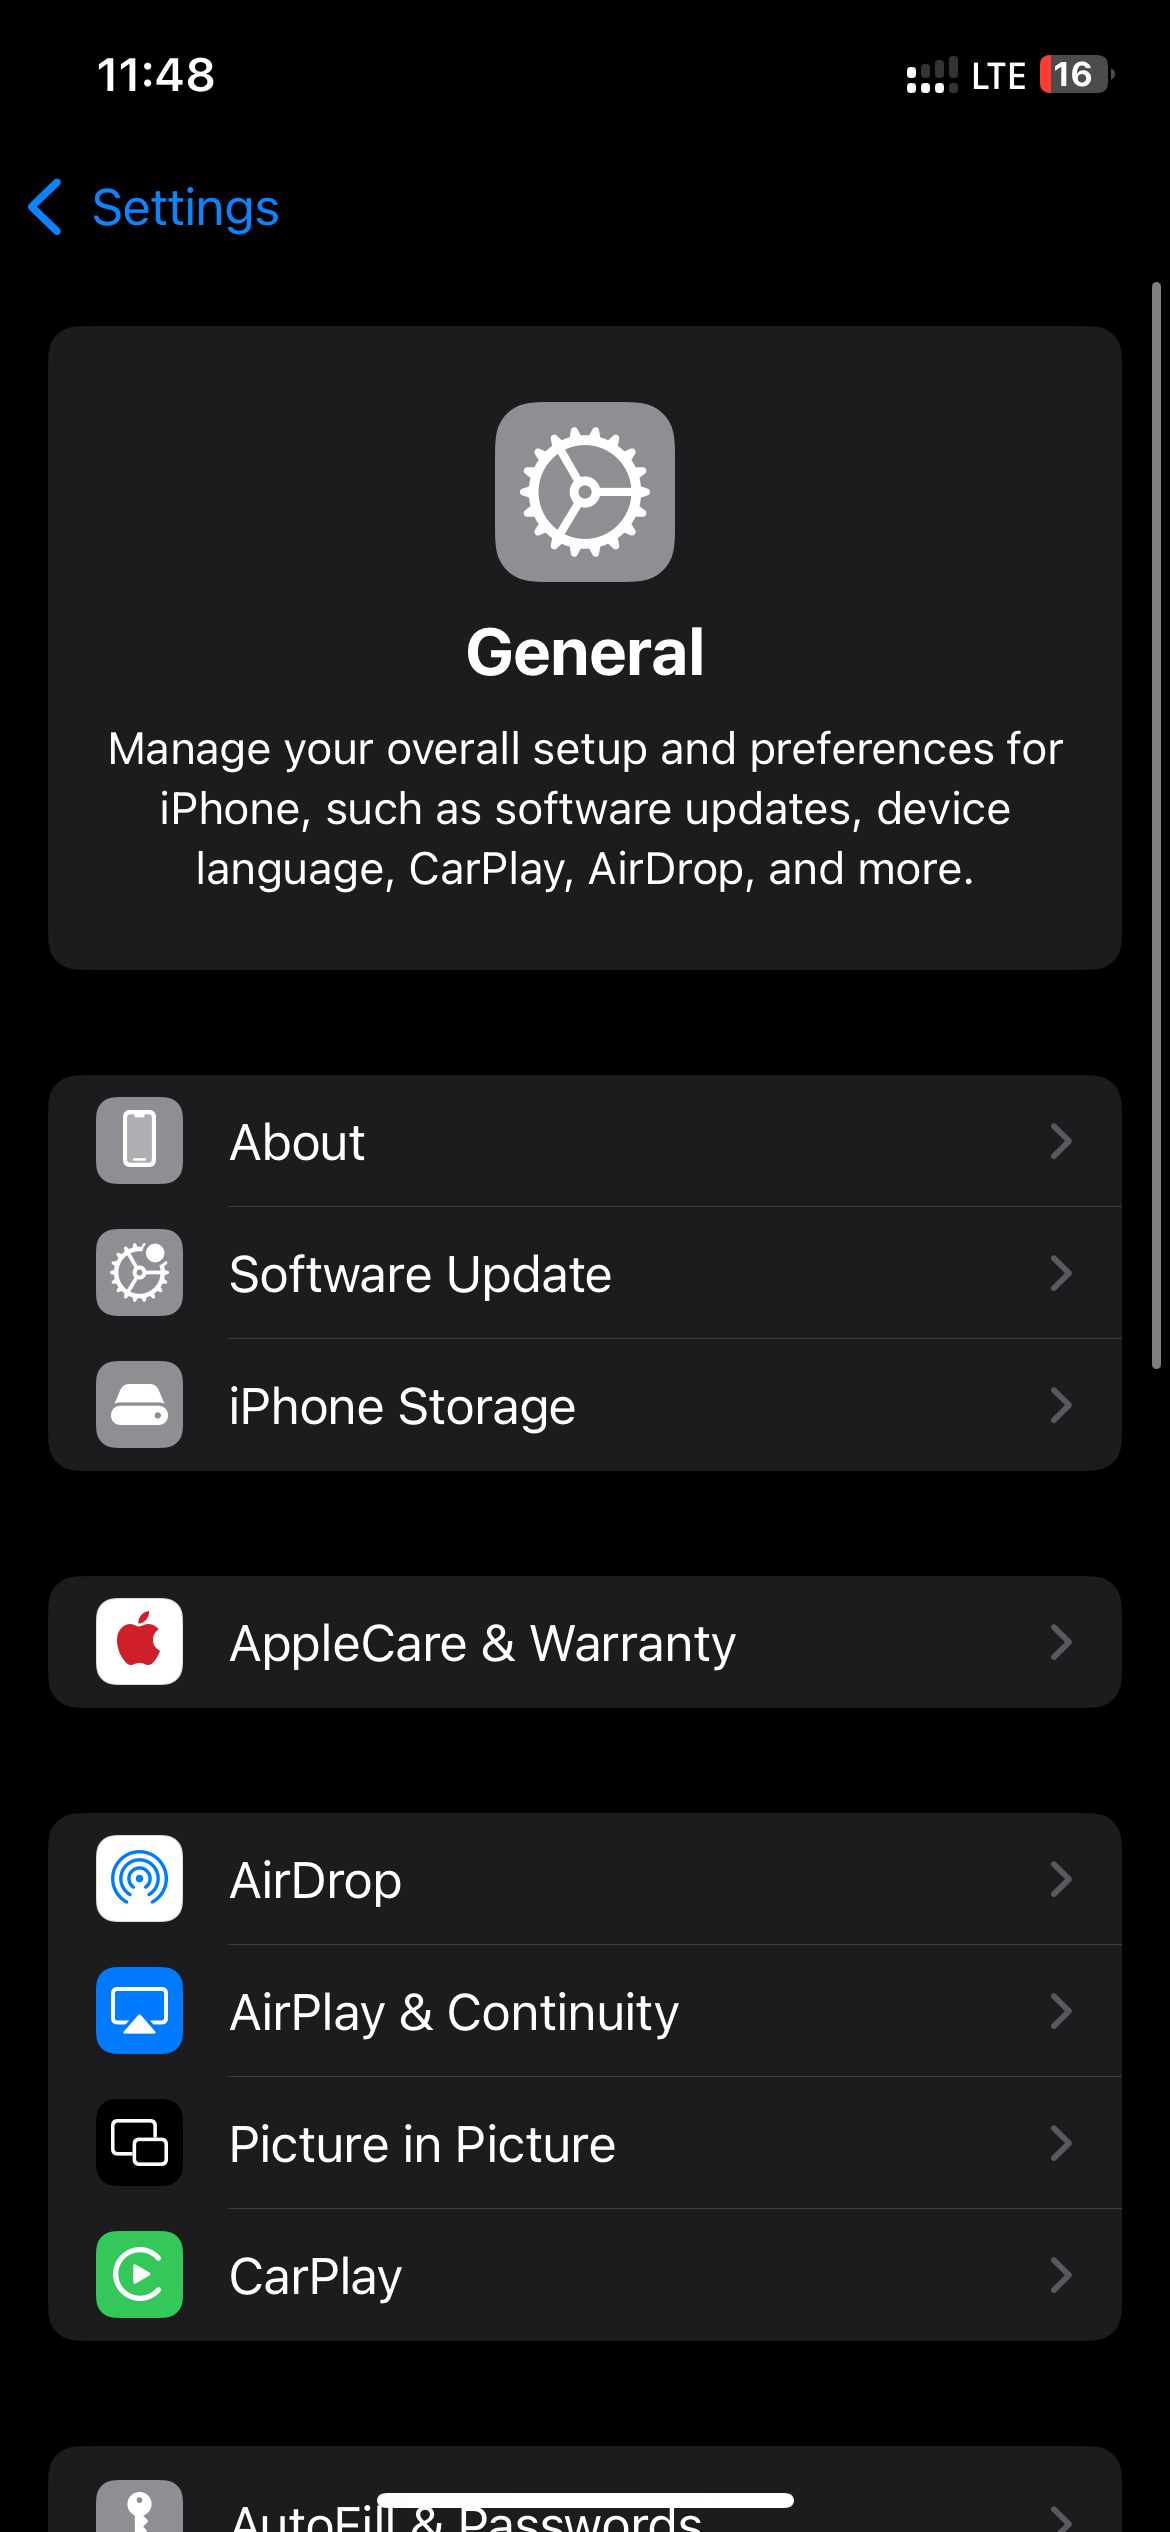 11:48
LTE 16
Settings
General
Manage your overall setup and preferences for
iPhone, such as software updates, device
language, CarPlay, AirDrop, and more.
About
Software Update
iPhone Storage
AppleCare & Warranty
AirDrop
AirPlay & Continuity
Picture in Picture
CarPlay
AutoFill & Passwords